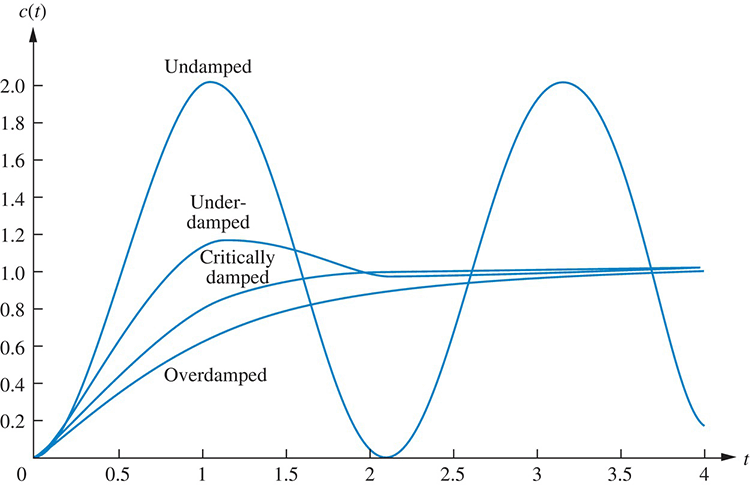 c(t)
Undamped
2.0
1.8
1.6
1.4
Under-
damped
1.2
Critically
damped
1.0
0.8
0.6
Overdamped
0.4
0.2
0 0.5 1 1.5 2 2.5 3 3.5 4 t